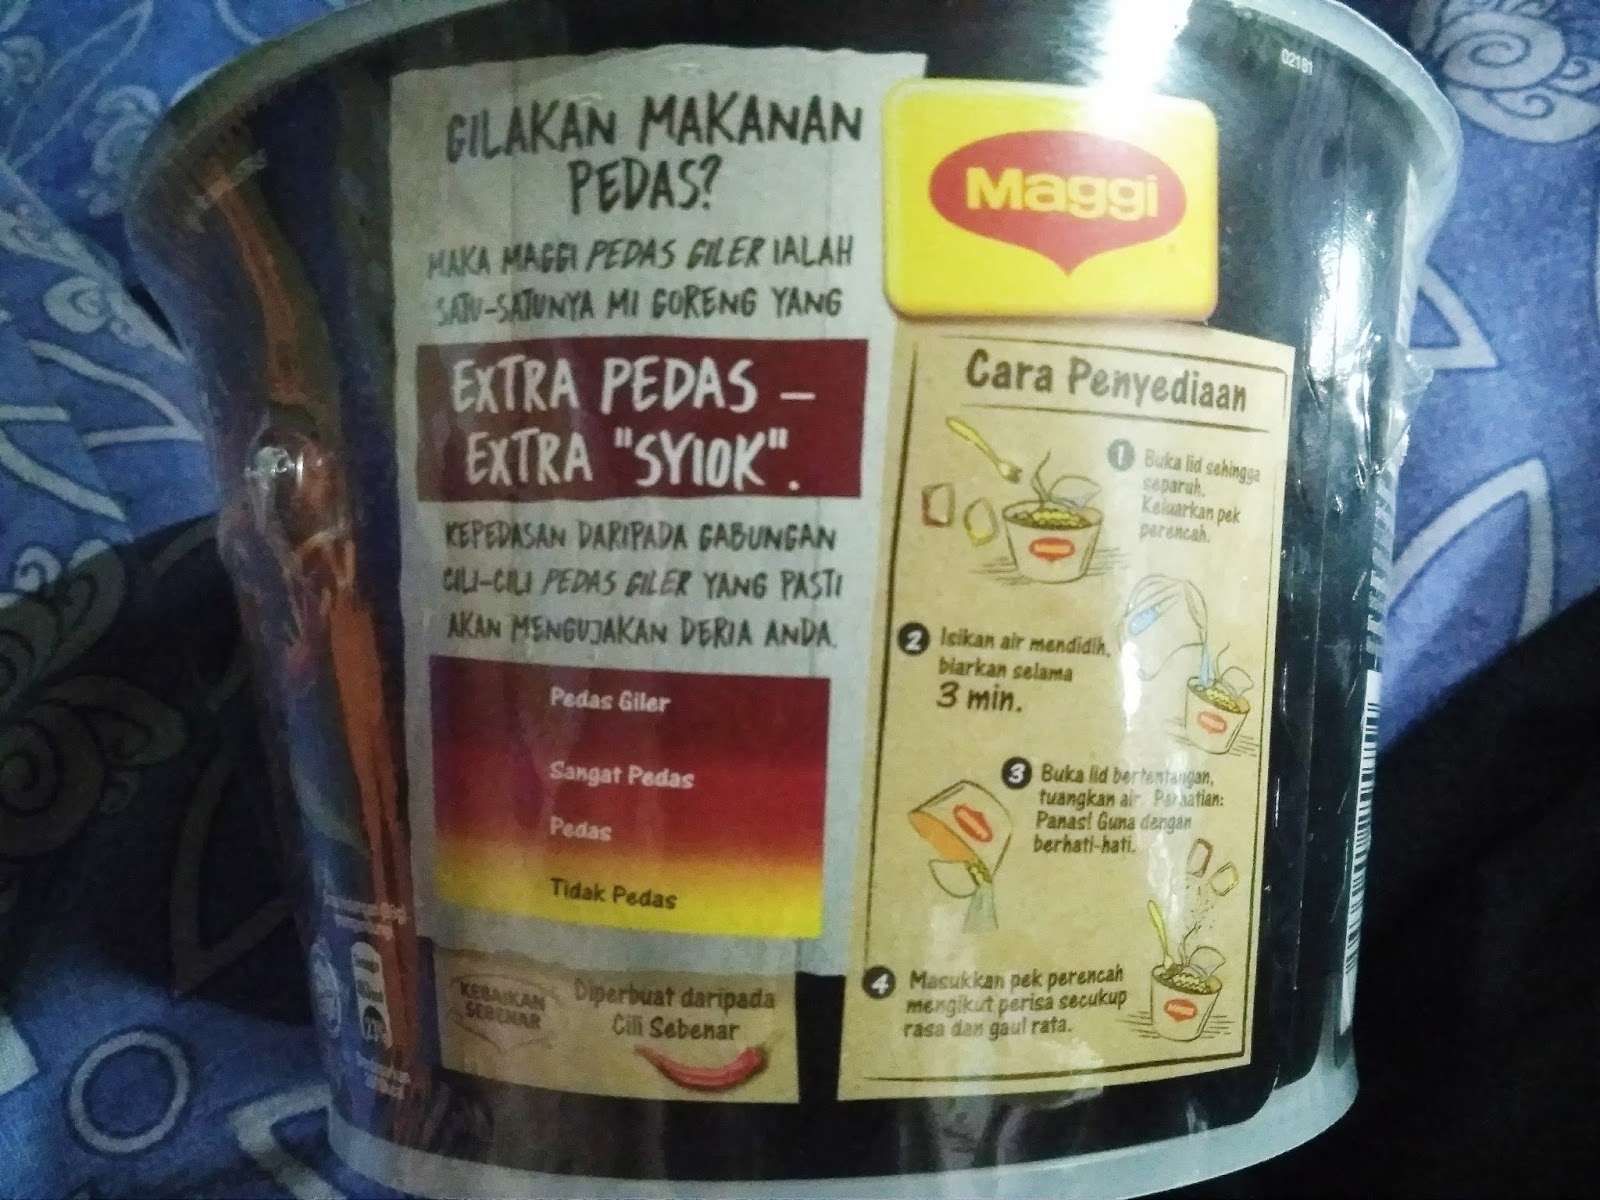 GILAKAN MAKANAN
PEDAS?
MAKA MAGGI PEDAS GILER IALAH
SATU-SATUNYA MI GORENG YANG
EXTRA PEDAS –
EXTRA "SYIOK".
KEPEDASAN DARIPADA GABUNGAN
CILI-CILI PEDAS GILER YANG PASTI
AKAN MENGUJAKAN DERIA ANDA.
Pedas Giler
Sangat Pedas
Pedas
Tidak Pedas
KEBAIKAN
SEBENAR
Diperbuat daripada
Cili Sebenar
02181
Maggi
Cara Penyediaan
1 Buka lid sehingga
separuh.
Keluarkan pek
perencah.
2 Isikan air mendidih,
biarkan selama
3 min.
3 Buka lid bertentangan,
tuangkan air. Perhatian:
Panas! Guna dengan
berhati-hati.
4 Masukkan pek perencah
mengikut perisa secukup
rasa dan gaul rata.